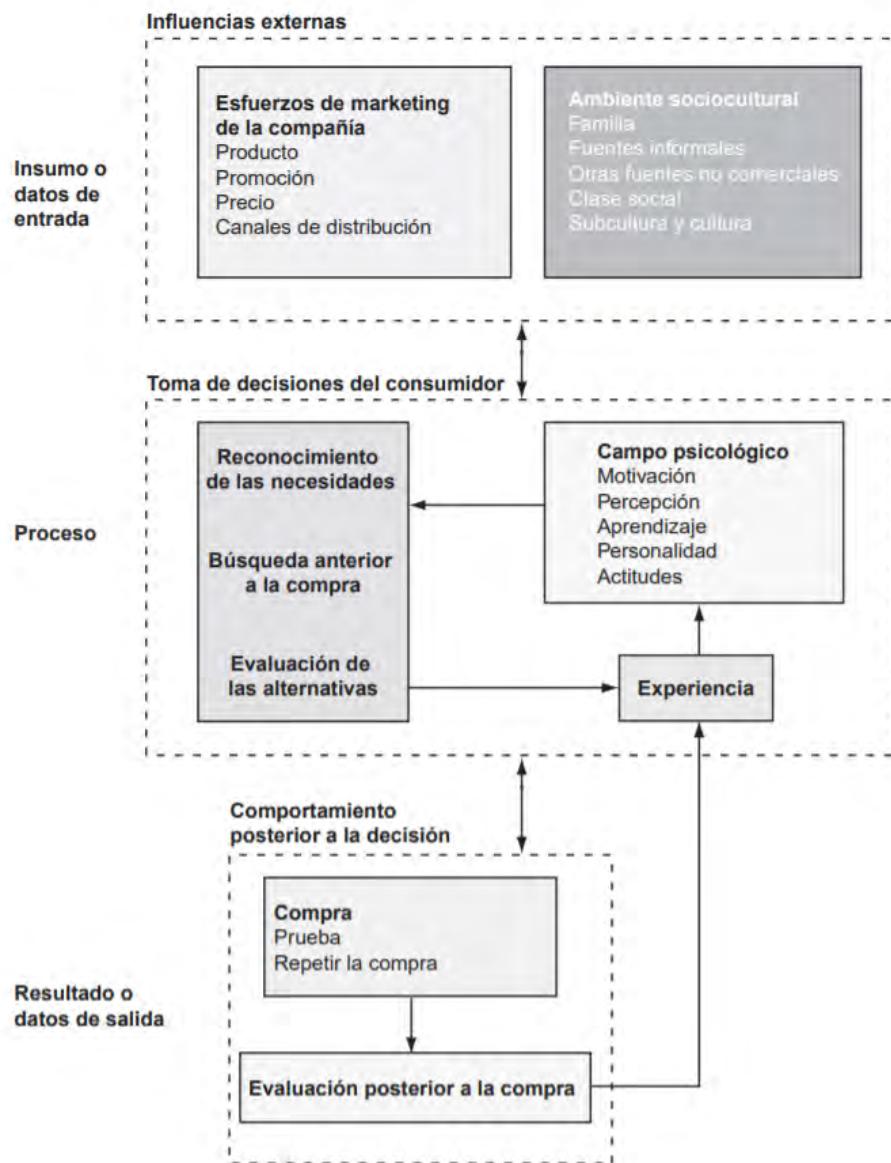 Influencias externas
Insumo o
datos de
entrada
Esfuerzos de marketing
de la compañía
Producto
Promoción
Precio
Canales de distribución
Ambiente sociocultural
Familia
Fuentes informales
Otras fuentes no comerciales
Clase social
Subcultura y cultura
Toma de decisiones del consumidor
Proceso
Reconocimiento
de las necesidades
Búsqueda anterior
a la compra
Evaluación de
las alternativas
Campo psicológico
Motivación
Percepción
Aprendizaje
Personalidad
Actitudes
Experiencia
Comportamiento
posterior a la decisión
Resultado o
datos de salida
Compra
Prueba
Repetir la compra
Evaluación posterior a la compra